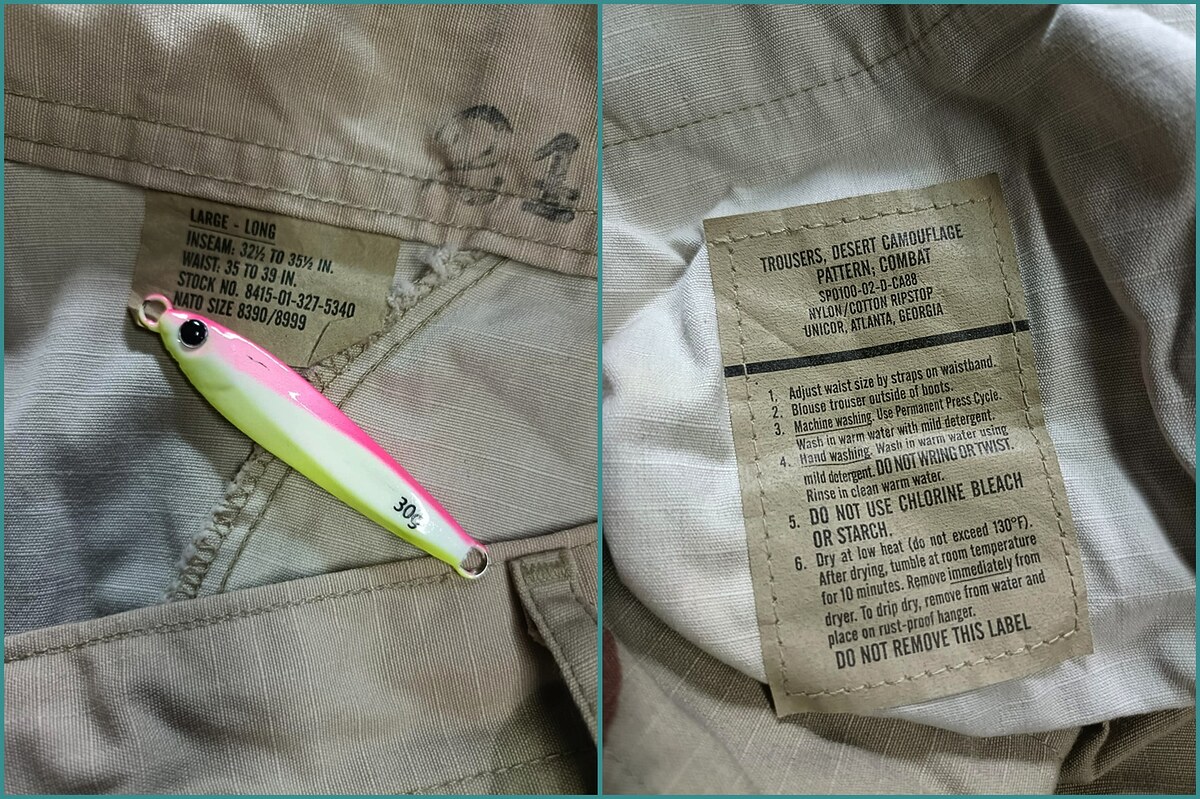 21
LARGE - LONG
INSEAM: 32½ TO 35½ IN.
WAIST: 35 TO 39 IN.
STOCK NO. 8415-01-327-5340
NATO SIZE 8390/8999
30g
TROUSERS, DESERT CAMOUFLAGE
PATTERN; COMBAT
SPO100-02-D-CA88
NYLON/COTTON RIPSTOP
UNICOR, ATLANTA, GEORGIA
1. Adjust waist size by straps on waistband.
2. Blouse trouser outside of boots.
3. Machine washing. Use Permanent Press Cycle.
Wash in warm water with mild detergent.
4. Hand washing. Wash in warm water using
mild detergent. DO NOT WRING OR TWIST.
Rinse in clean warm water.
5. DO NOT USE CHLORINE BLEACH
OR STARCH.
6. Dry at low heat (do not exceed 130°F).
After drying, tumble at room temperature
for 10 minutes. Remove immediately from
dryer. To drip dry, remove from water and
place on rust-proof hanger.
DO NOT REMOVE THIS LABEL